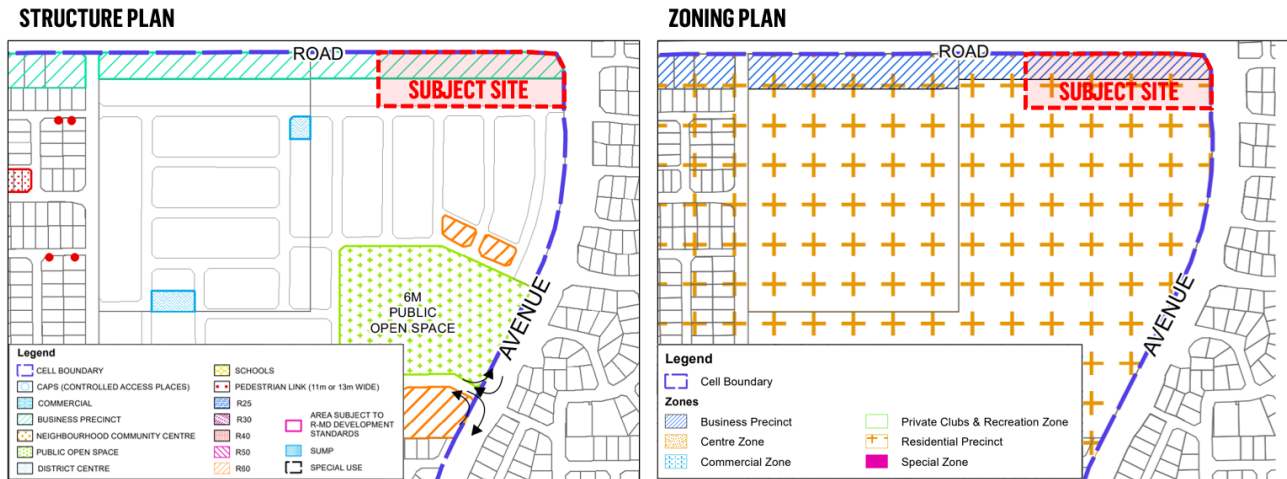 STRUCTURE PLAN
ROAD
SUBJECT SITE
6M
PUBLIC
OPEN SPACE
AVENUE
Legend
CELL BOUNDARY
CAPS (CONTROLLED ACCESS PLACES)
COMMERCIAL
BUSINESS PRECINCT
NEIGHBOURHOOD COMMUNITY CENTRE
PUBLIC OPEN SPACE
DISTRICT CENTRE
SCHOOLS
PEDESTRIAN LINK (11m or 13m WIDE)
R25
R30
R40
R50
R60
AREA SUBJECT TO
R-MD DEVELOPMENT
STANDARDS
SUMP
SPECIAL USE
ZONING PLAN
ROAD
SUBJECT SITE
AVENUE
Legend
Cell Boundary
Zones
Business Precinct
Centre Zone
Commercial Zone
Private Clubs & Recreation Zone
Residential Precinct
Special Zone